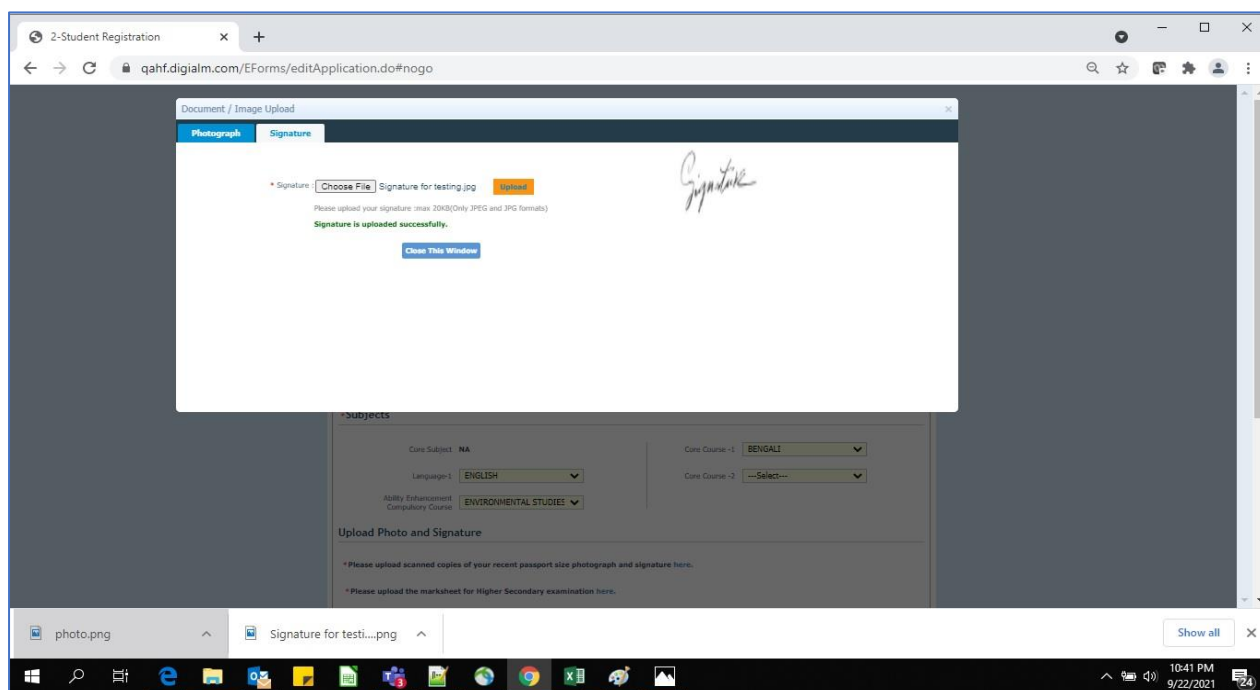 2-Student Registration
qahf.digialm.com/EForms/editApplication.do#nogo
Document / Image Upload
Photograph Signature
* Signature : Choose File Signature for testing.jpg Upload
Signature
Please upload your signature :max 20KB(Only JPEG and JPG formats)
Signature is uploaded successfully.
Close This Window
*Subjects
Core Subject NA Core Course -1 BENGALI
Language-1 ENGLISH Core Course -2 ---Select---
Ability Enhancement
Compulsory Course ENVIRONMENTAL STUDIES
Upload Photo and Signature
*Please upload scanned copies of your recent passport size photograph and signature here.
*Please upload the marksheet for Higher Secondary examination here.
photo.png Signature for testi....png Show all
10:41 PM
9/22/2021
24